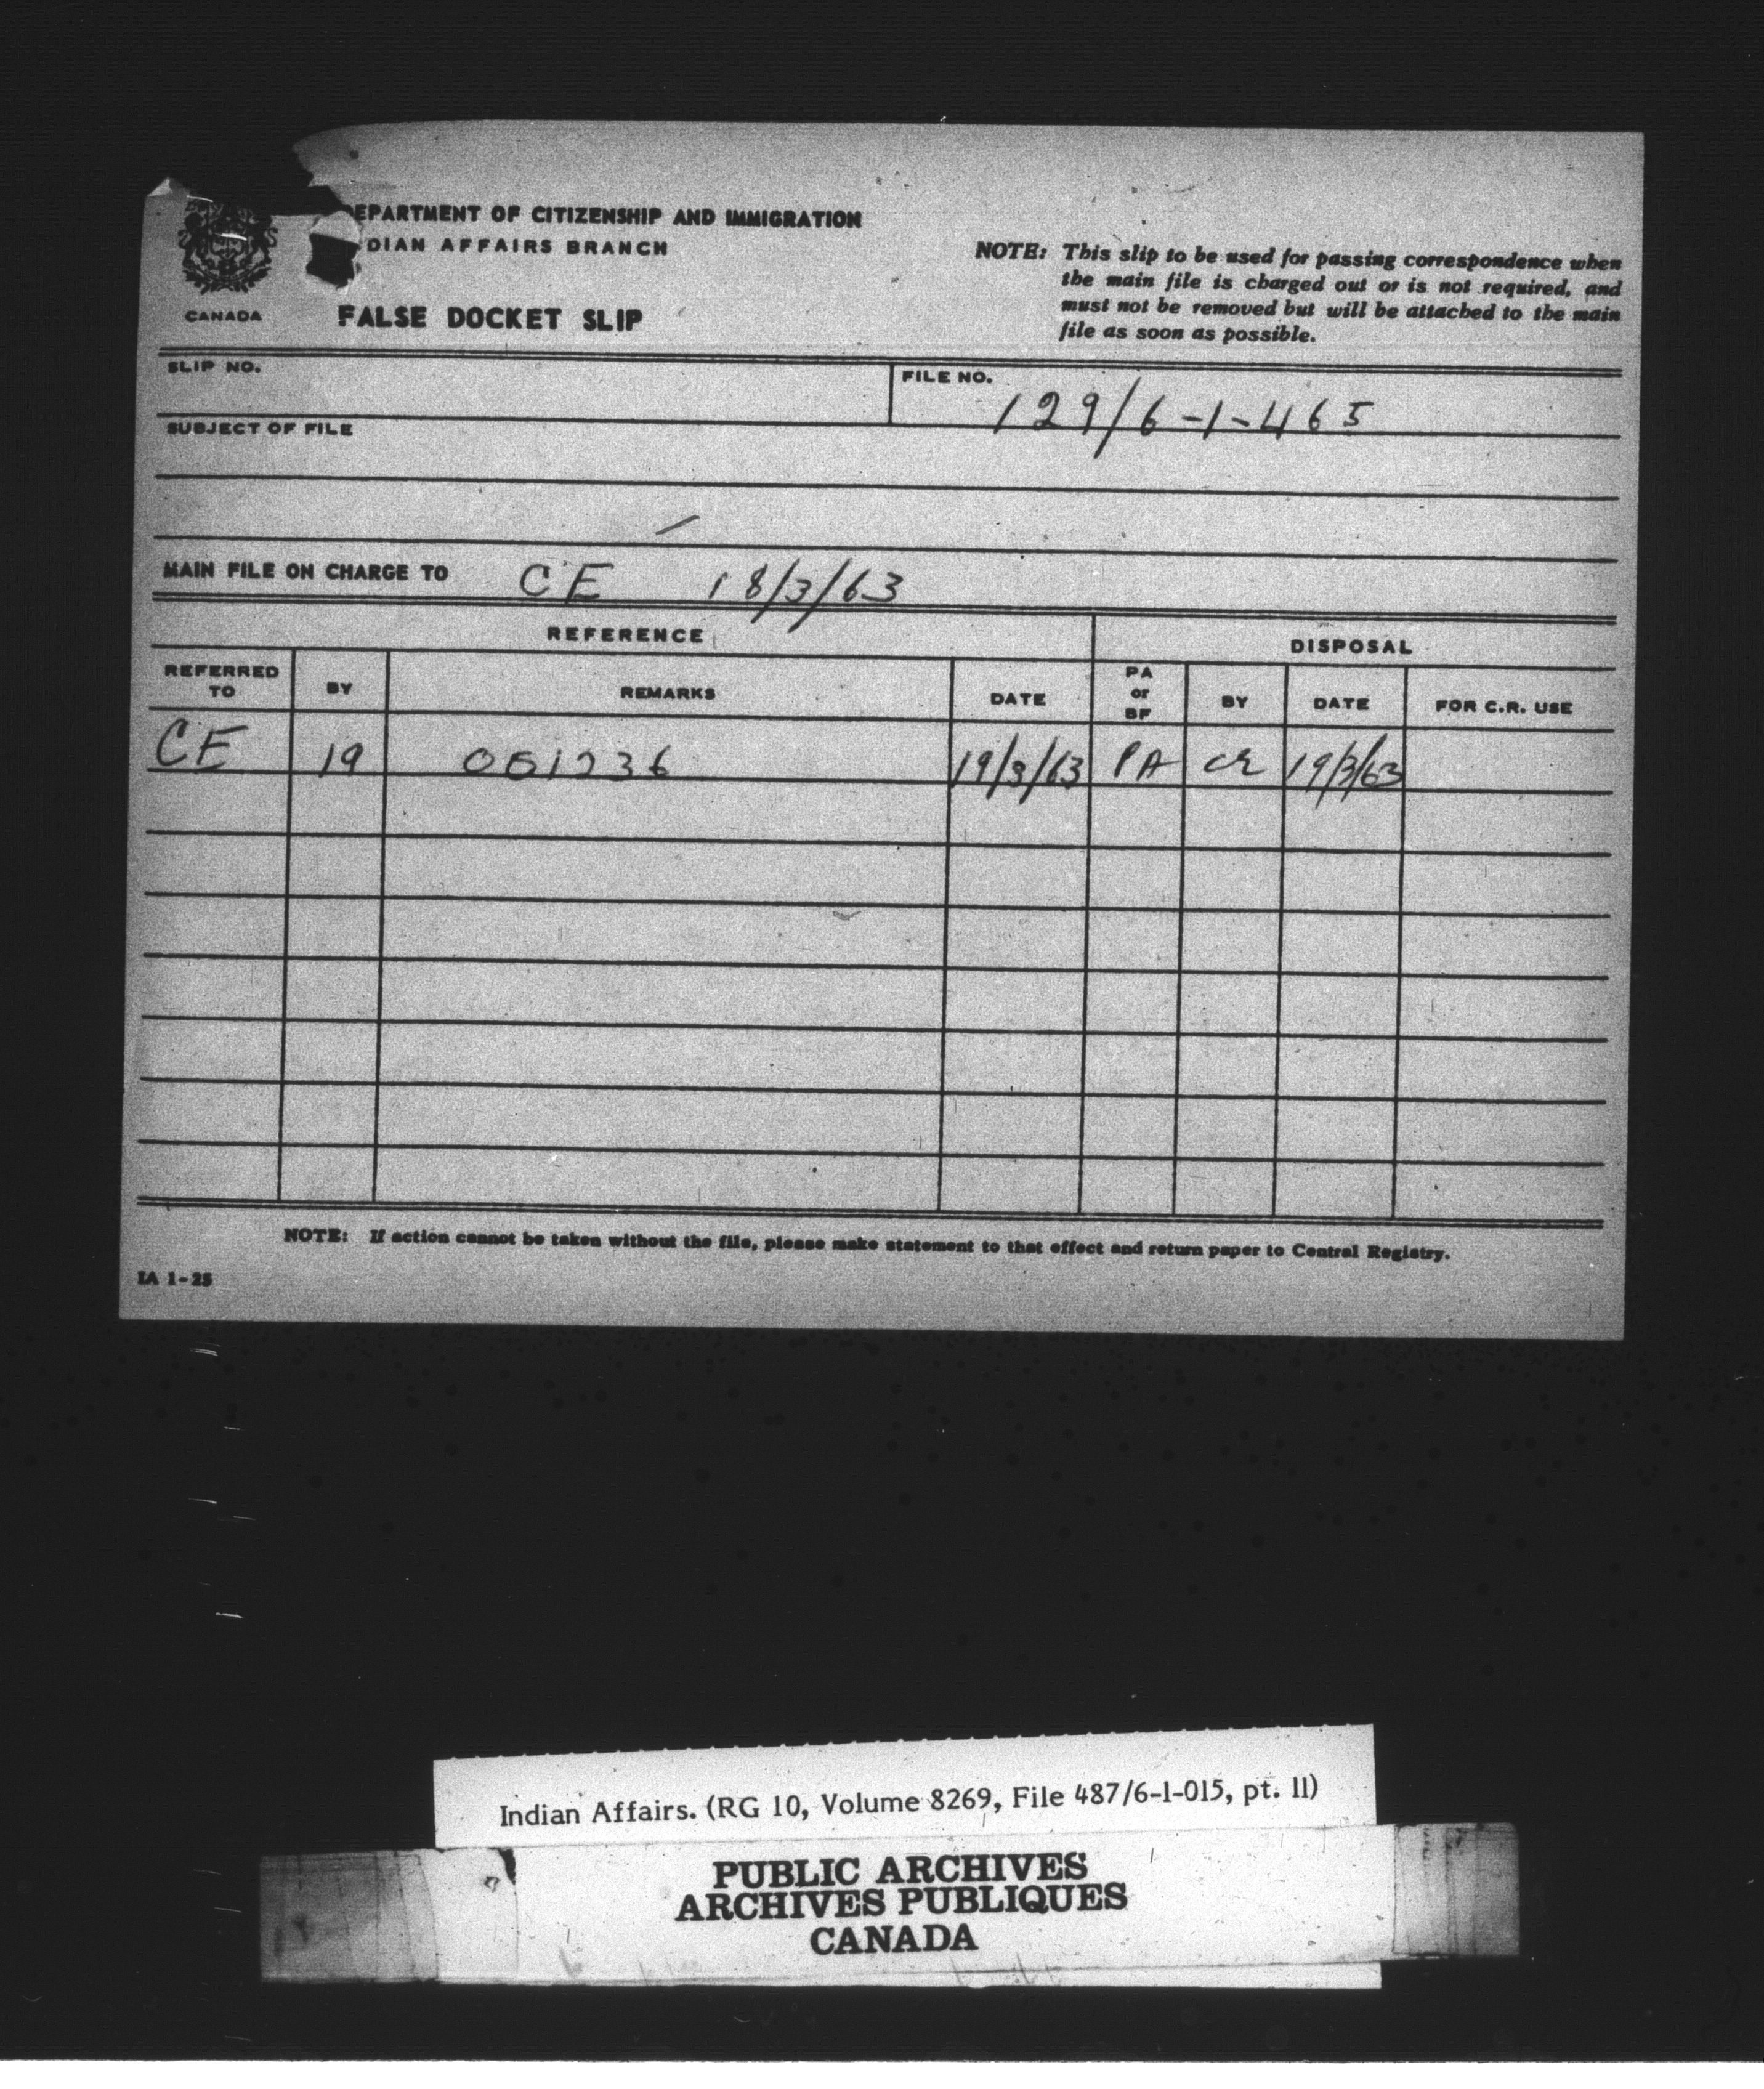 DEPARTMENT OF CITIZENSHIP AND IMMIGRATION
DIAN AFFAIRS BRANCH
CANADA
FALSE DOCKET SLIP
NOTE: This slip to be used for passing correspondence when
the main file is charged out or is not required, and
must not be removed but will be attached to the main
file as soon as possible.
SLIP NO.
FILE NO.
129/6-1-465
SUBJECT OF FILE
MAIN FILE ON CHARGE TO CE 18/3/63
REFERENCE DISPOSAL
REFERRED TO BY REMARKS DATE PA or BF BY DATE FOR C.R. USE
CE 19 19/3/63 PA 19/3/63
NOTE: If action cannot be taken without the file, please make statement to that effect and return paper to Central Registry.
IA 1-25
Indian Affairs. (RG 10, Volume 8269, File 487/6-1-015, pt. 11)
PUBLIC ARCHIVES
ARCHIVES PUBLIQUES
CANADA